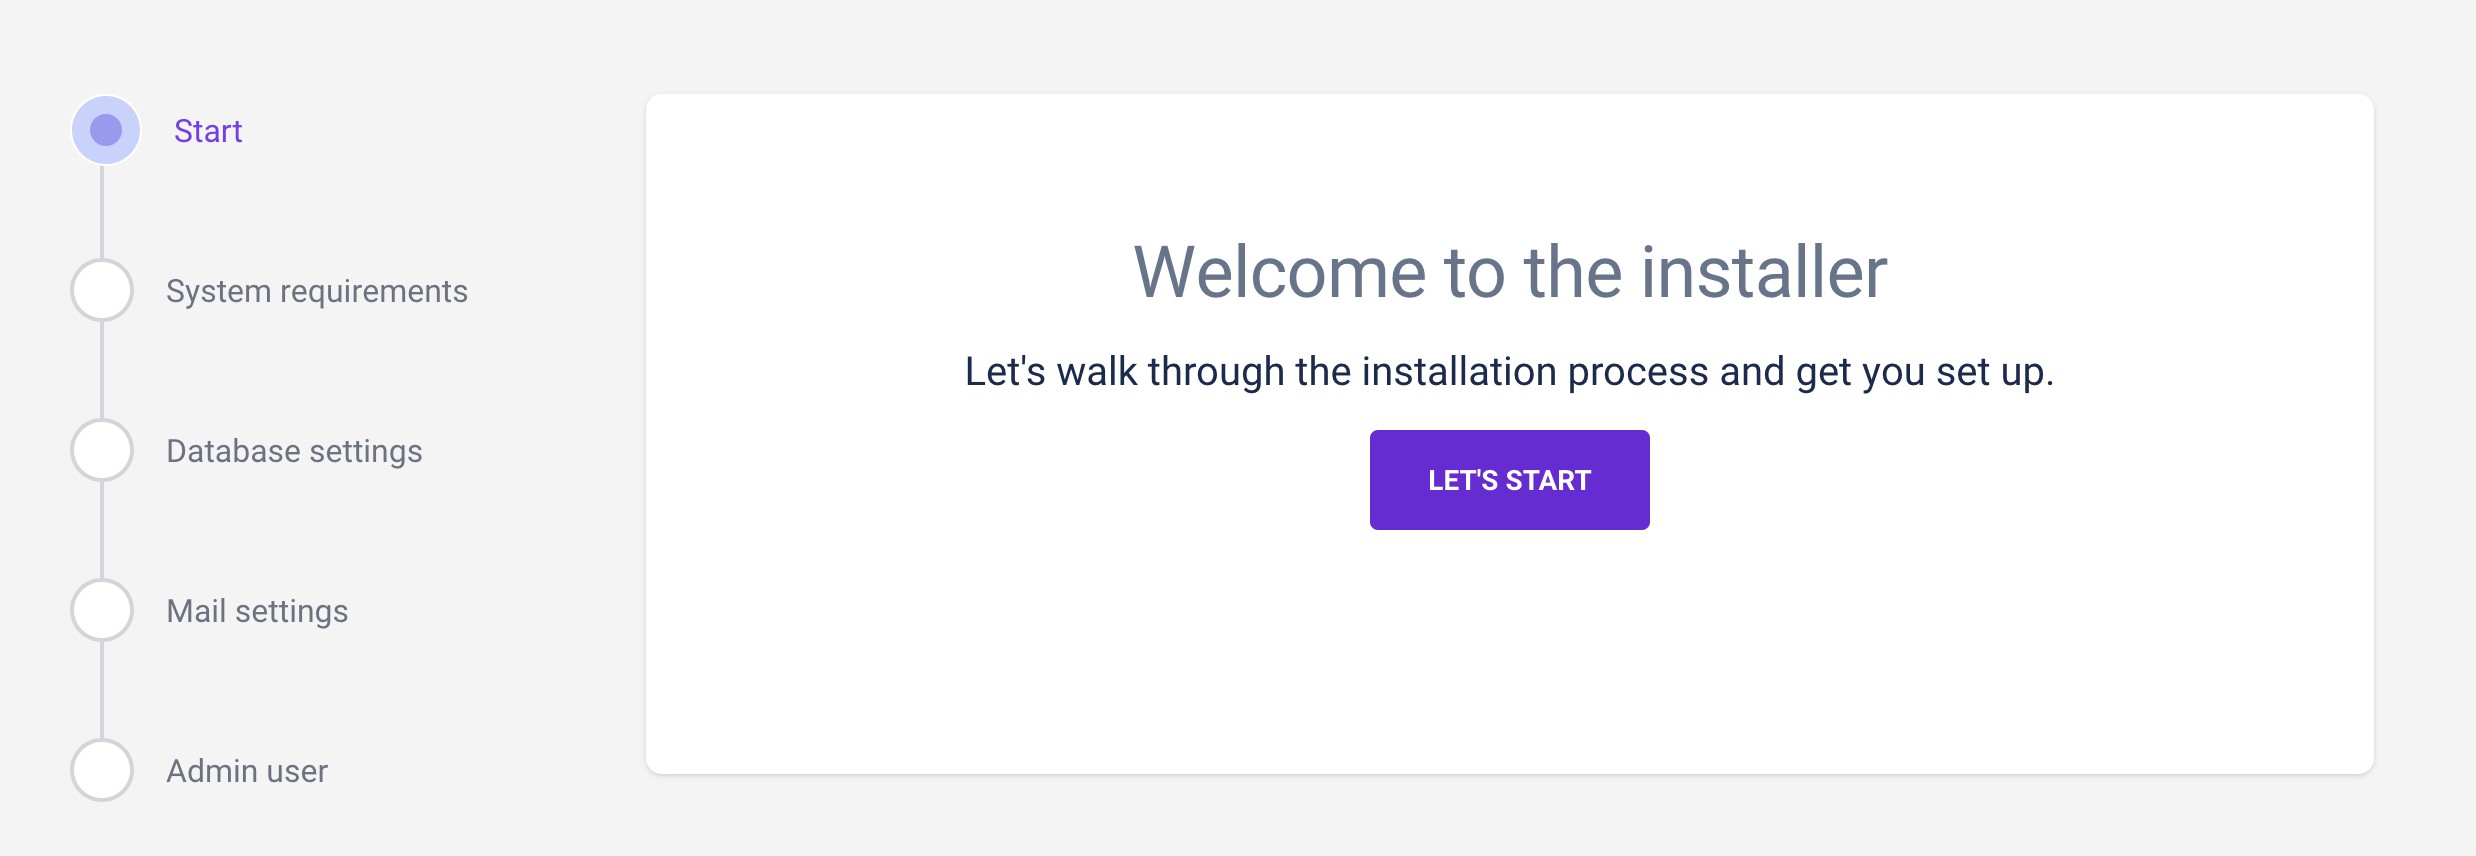 Start
System requirements
Database settings
Mail settings
Admin user
Welcome to the installer
Let's walk through the installation process and get you set up.
LET'S START